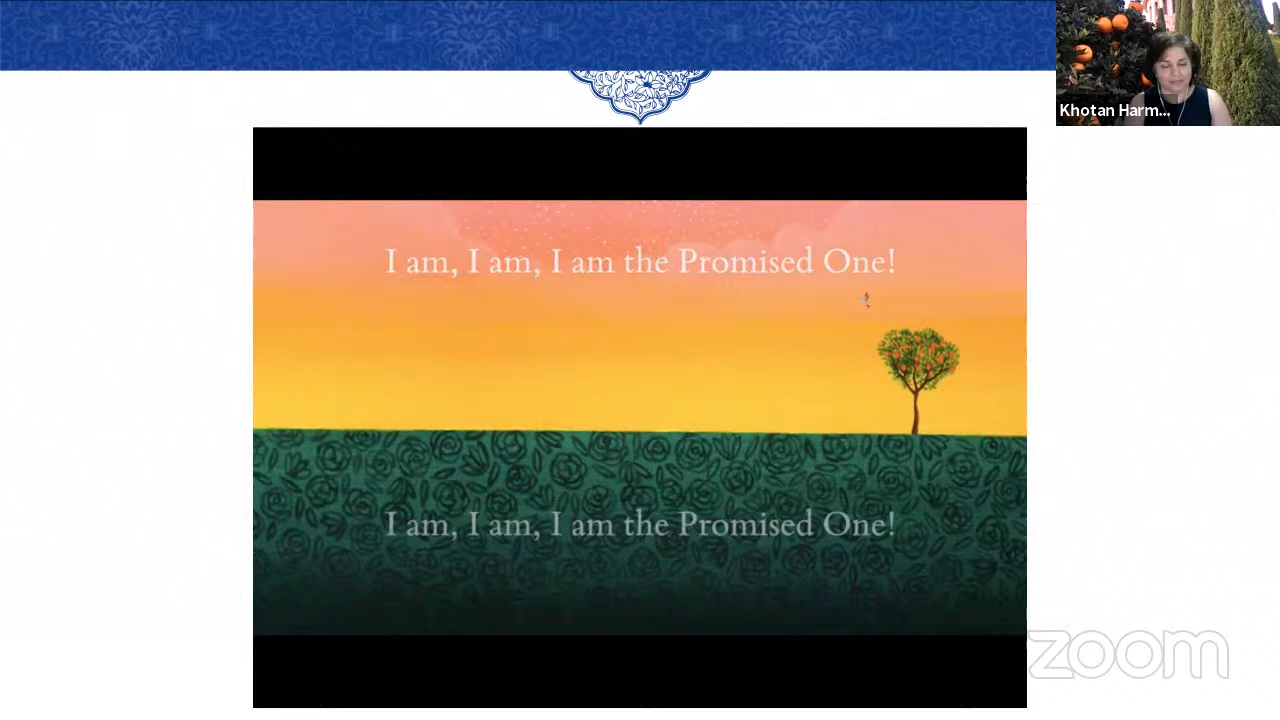 Khotan Harm...
I am, I am, I am the Promised One!
I am, I am, I am the Promised One!
zoom